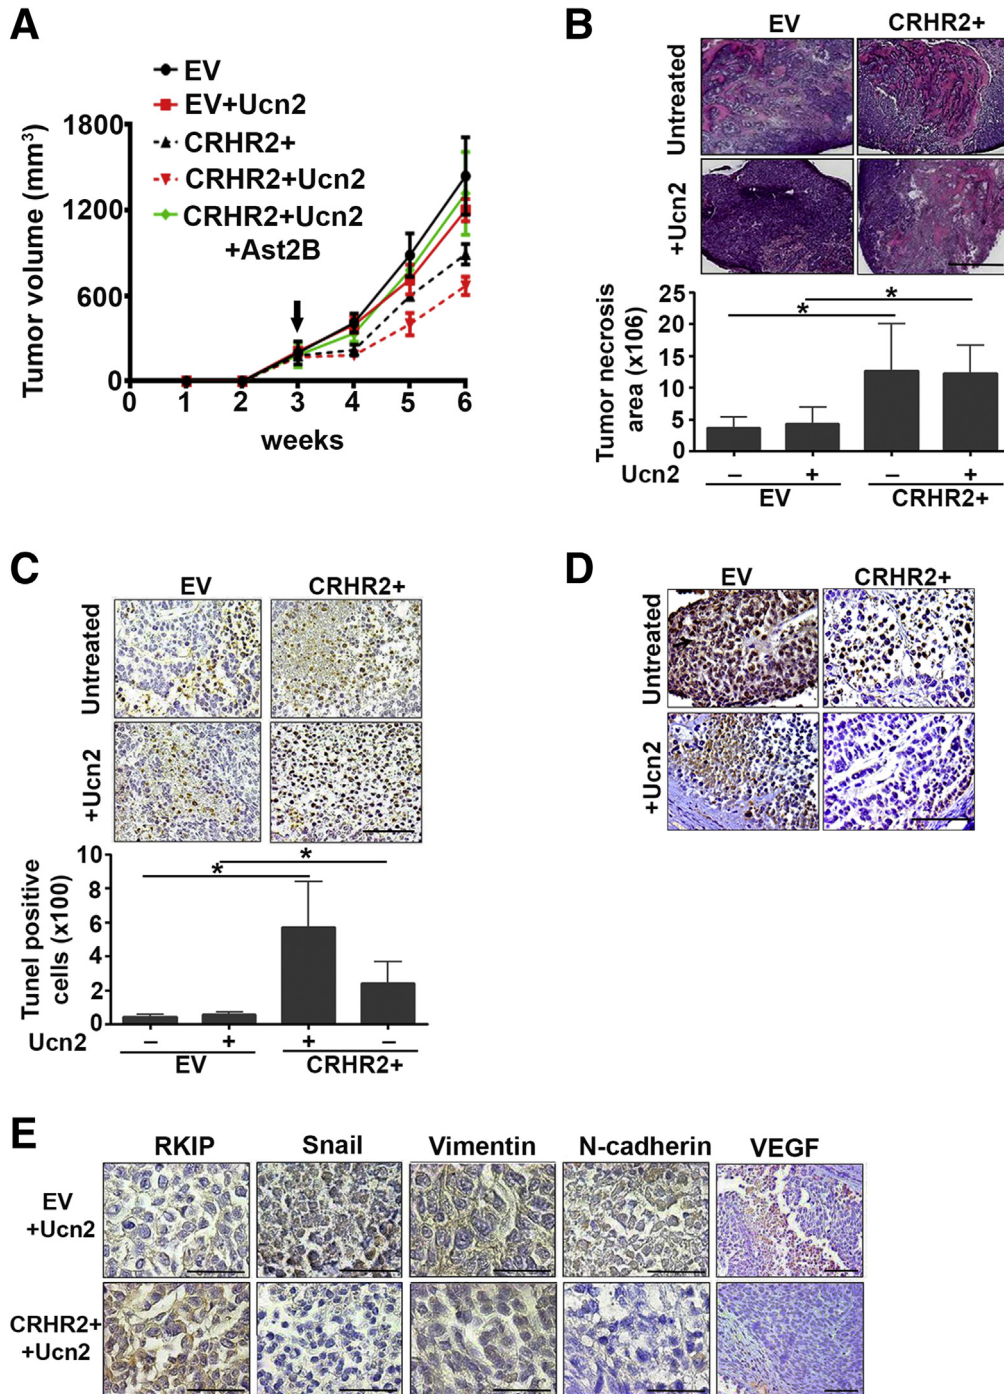 A
EV
EV+Ucn2
CRHR2+
CRHR2+Ucn2
CRHR2+Ucn2
+Ast2B
Tumor volume (mm³)
1800
1200
600
0
0 1 2 3 4 5 6
weeks
B
EV CRHR2+
Untreated
+Ucn2
Tumor necrosis
area (x106)
25
20
15
10
5
0
* *
Ucn2 – + – +
EV CRHR2+
C
EV CRHR2+
Untreated
+Ucn2
Tunel positive
cells (x100)
10
8
6
4
2
0
* *
Ucn2 – + + –
EV CRHR2+
D
EV CRHR2+
Untreated
+Ucn2
E
RKIP Snail Vimentin N-cadherin VEGF
EV
+Ucn2
CRHR2+
+Ucn2